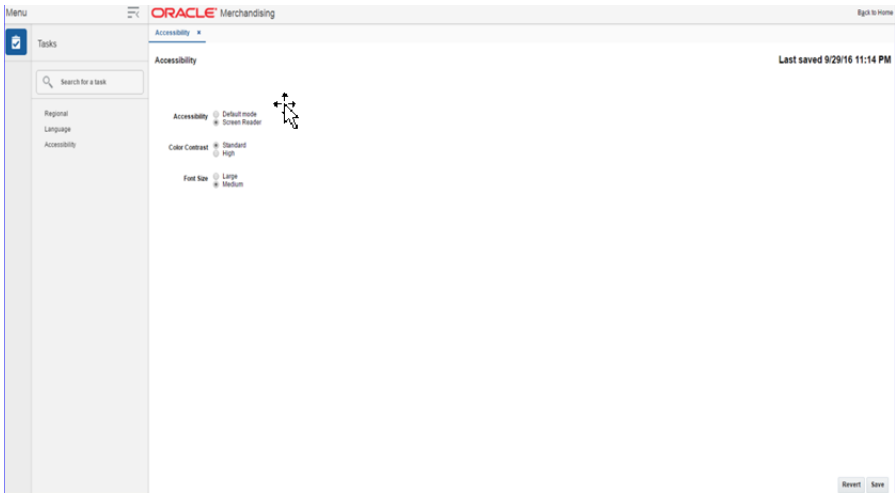 Menu
ORACLE Merchandising
Back to Home
Tasks
Search for a task
Regional
Language
Accessibility
Accessibility x
Accessibility
Last saved 9/29/16 11:14 PM
Accessibility
Default mode
Screen Reader
Color Contrast
Standard
High
Font Size
Large
Medium
Revert Save